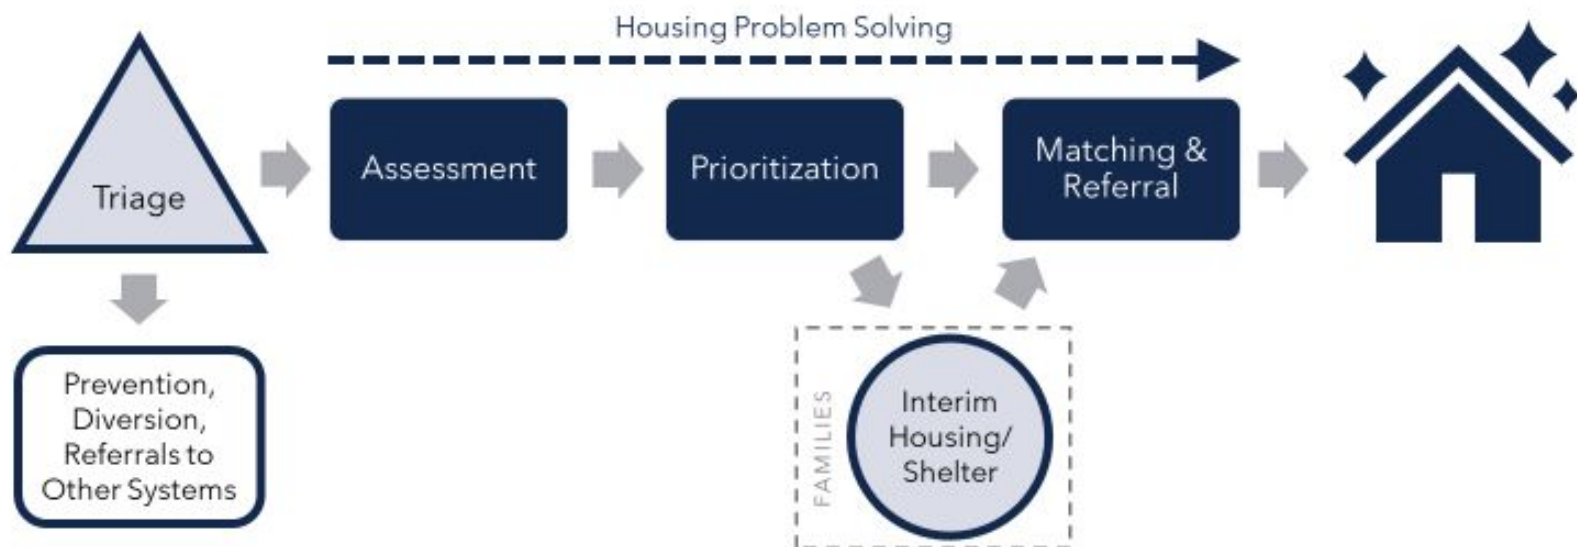 Housing Problem Solving
Triage
Assessment
Prioritization
Matching &
Referral
Prevention,
Diversion,
Referrals to
Other Systems
FAMILIES
Interim
Housing/
Shelter